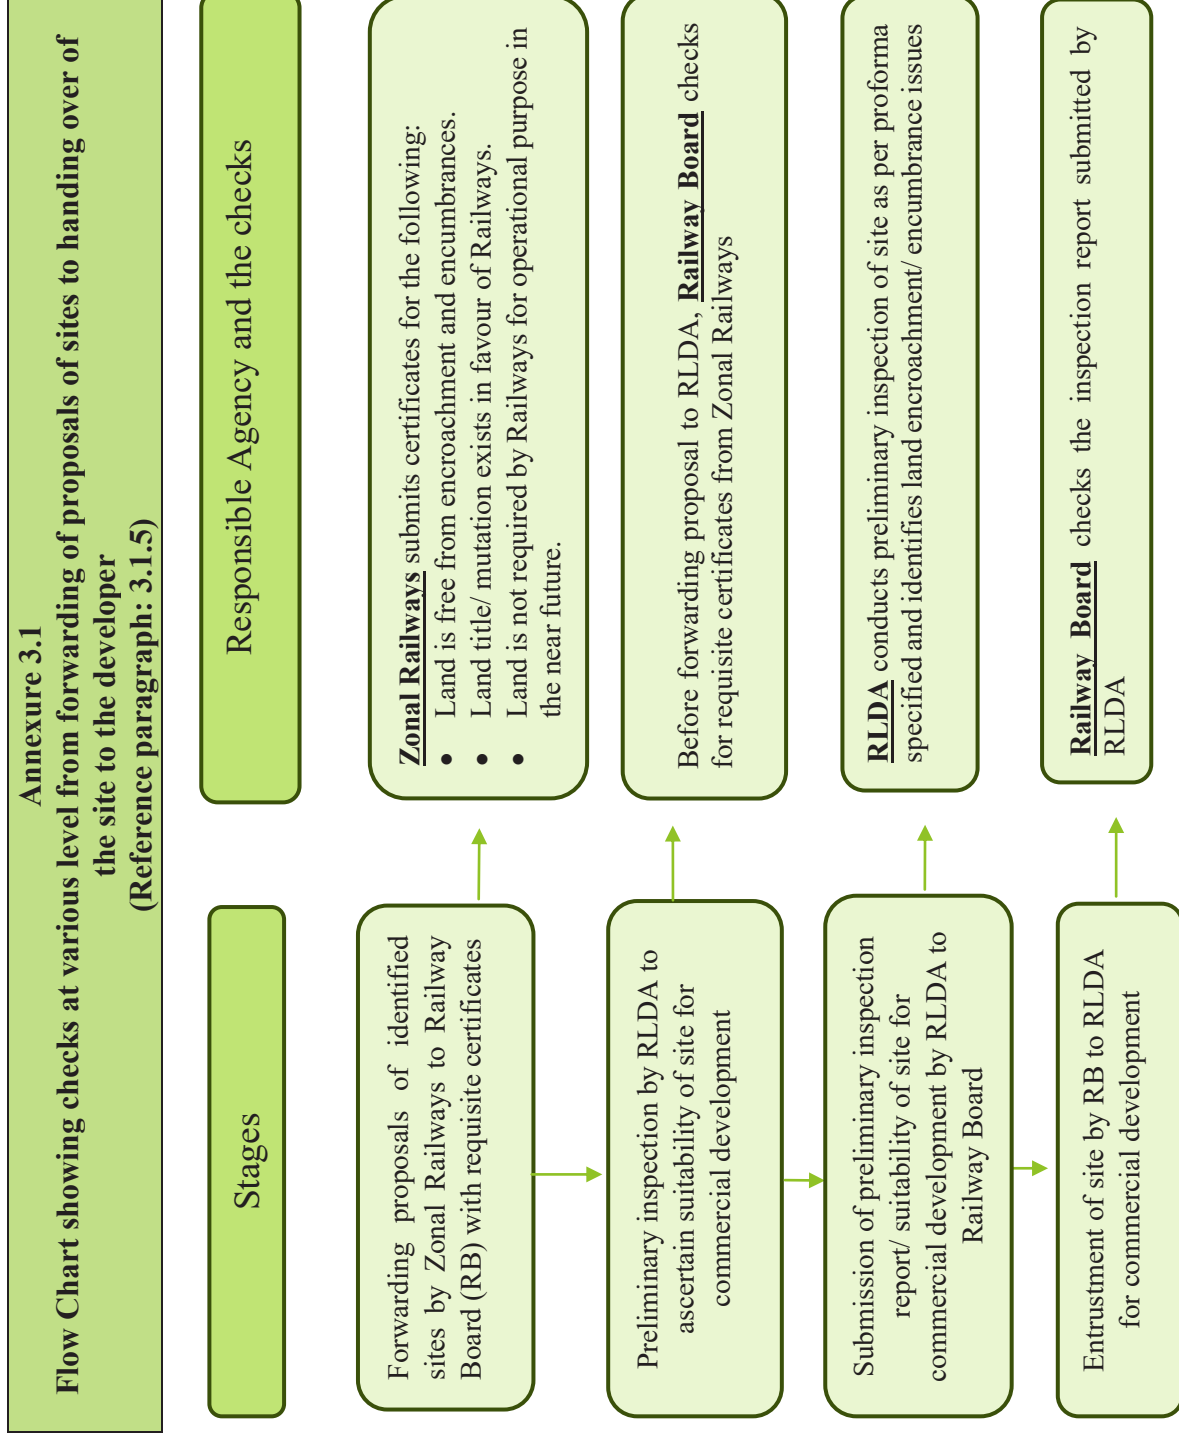 Annexure 3.1
Flow Chart showing checks at various level from forwarding of proposals of sites to handing over of
the site to the developer
(Reference paragraph: 3.1.5)
Stages
Responsible Agency and the checks
Forwarding proposals of identified
sites by Zonal Railways to Railway
Board (RB) with requisite certificates
Zonal Railways submits certificates for the following:
● Land is free from encroachment and encumbrances.
● Land title/ mutation exists in favour of Railways.
● Land is not required by Railways for operational purpose in
the near future.
Preliminary inspection by RLDA to
ascertain suitability of site for
commercial development
Before forwarding proposal to RLDA, Railway Board checks
for requisite certificates from Zonal Railways
Submission of preliminary inspection
report/ suitability of site for
commercial development by RLDA to
Railway Board
RLDA conducts preliminary inspection of site as per proforma
specified and identifies land encroachment/ encumbrance issues
Entrustment of site by RB to RLDA
for commercial development
Railway Board checks the inspection report submitted by
RLDA